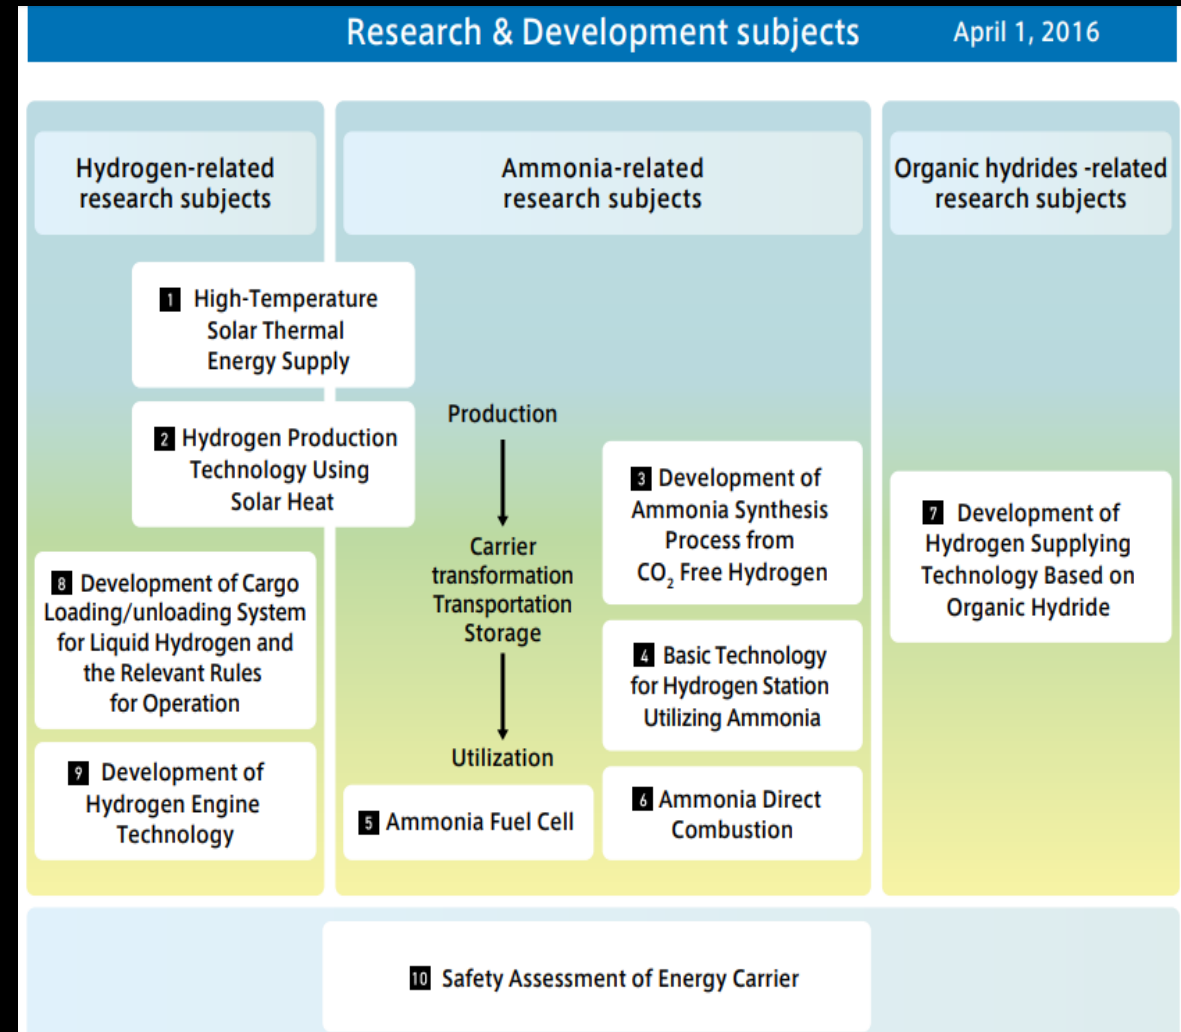 Research & Development subjects
April 1, 2016
Hydrogen-related
research subjects
Ammonia-related
research subjects
Organic hydrides -related
research subjects
1 High-Temperature
Solar Thermal
Energy Supply
2 Hydrogen Production
Technology Using
Solar Heat
Production
Carrier
transformation
Transportation
Storage
Utilization
3 Development of
Ammonia Synthesis
Process from
CO₂ Free Hydrogen
4 Basic Technology
for Hydrogen Station
Utilizing Ammonia
5 Ammonia Fuel Cell
6 Ammonia Direct
Combustion
7 Development of
Hydrogen Supplying
Technology Based on
Organic Hydride
8 Development of Cargo
Loading/unloading System
for Liquid Hydrogen and
the Relevant Rules
for Operation
9 Development of
Hydrogen Engine
Technology
10 Safety Assessment of Energy Carrier